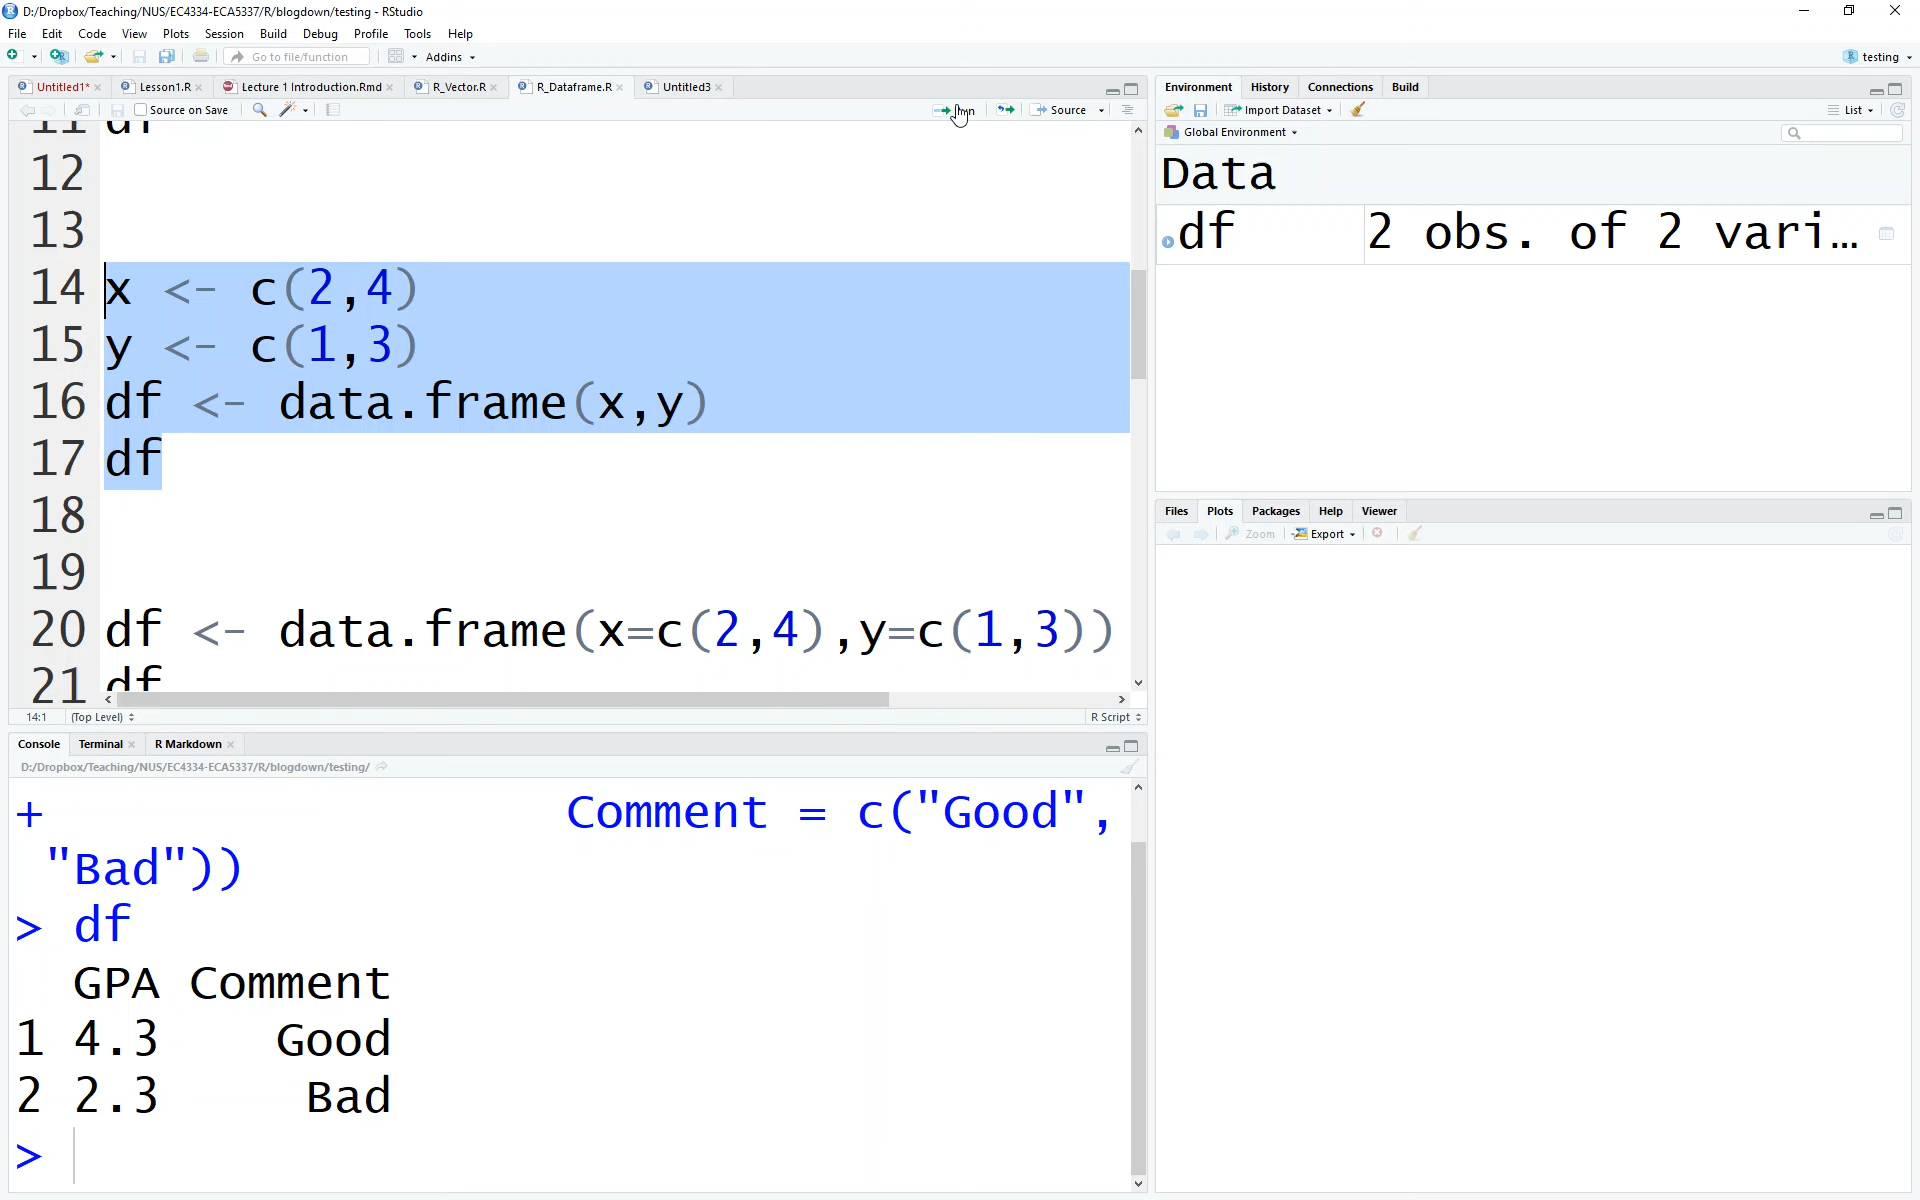 D:/Dropbox/Teaching/NUS/EC4334-ECA5337/R/blogdown/testing - RStudio
File Edit Code View Plots Session Build Debug Profile Tools Help
Go to file/function Addins testing
Untitled1* Lesson1.R Lecture 1 Introduction.Rmd R_Vector.R R_Dataframe.R Untitled3
Source on Save Source
11 df
12
13
14 x <- c(2,4)
15 y <- c(1,3)
16 df <- data.frame(x,y)
17 df
18
19
20 df <- data.frame(x=c(2,4),y=c(1,3))
21 df
14:1 (Top Level) R Script
Console Terminal R Markdown
D:/Dropbox/Teaching/NUS/EC4334-ECA5337/R/blogdown/testing/
+ Comment = c("Good",
"Bad"))
> df
GPA Comment
1 4.3 Good
2 2.3 Bad
>
Environment History Connections Build
Import Dataset List
Global Environment
Data
df 2 obs. of 2 vari…
Files Plots Packages Help Viewer
Zoom Export